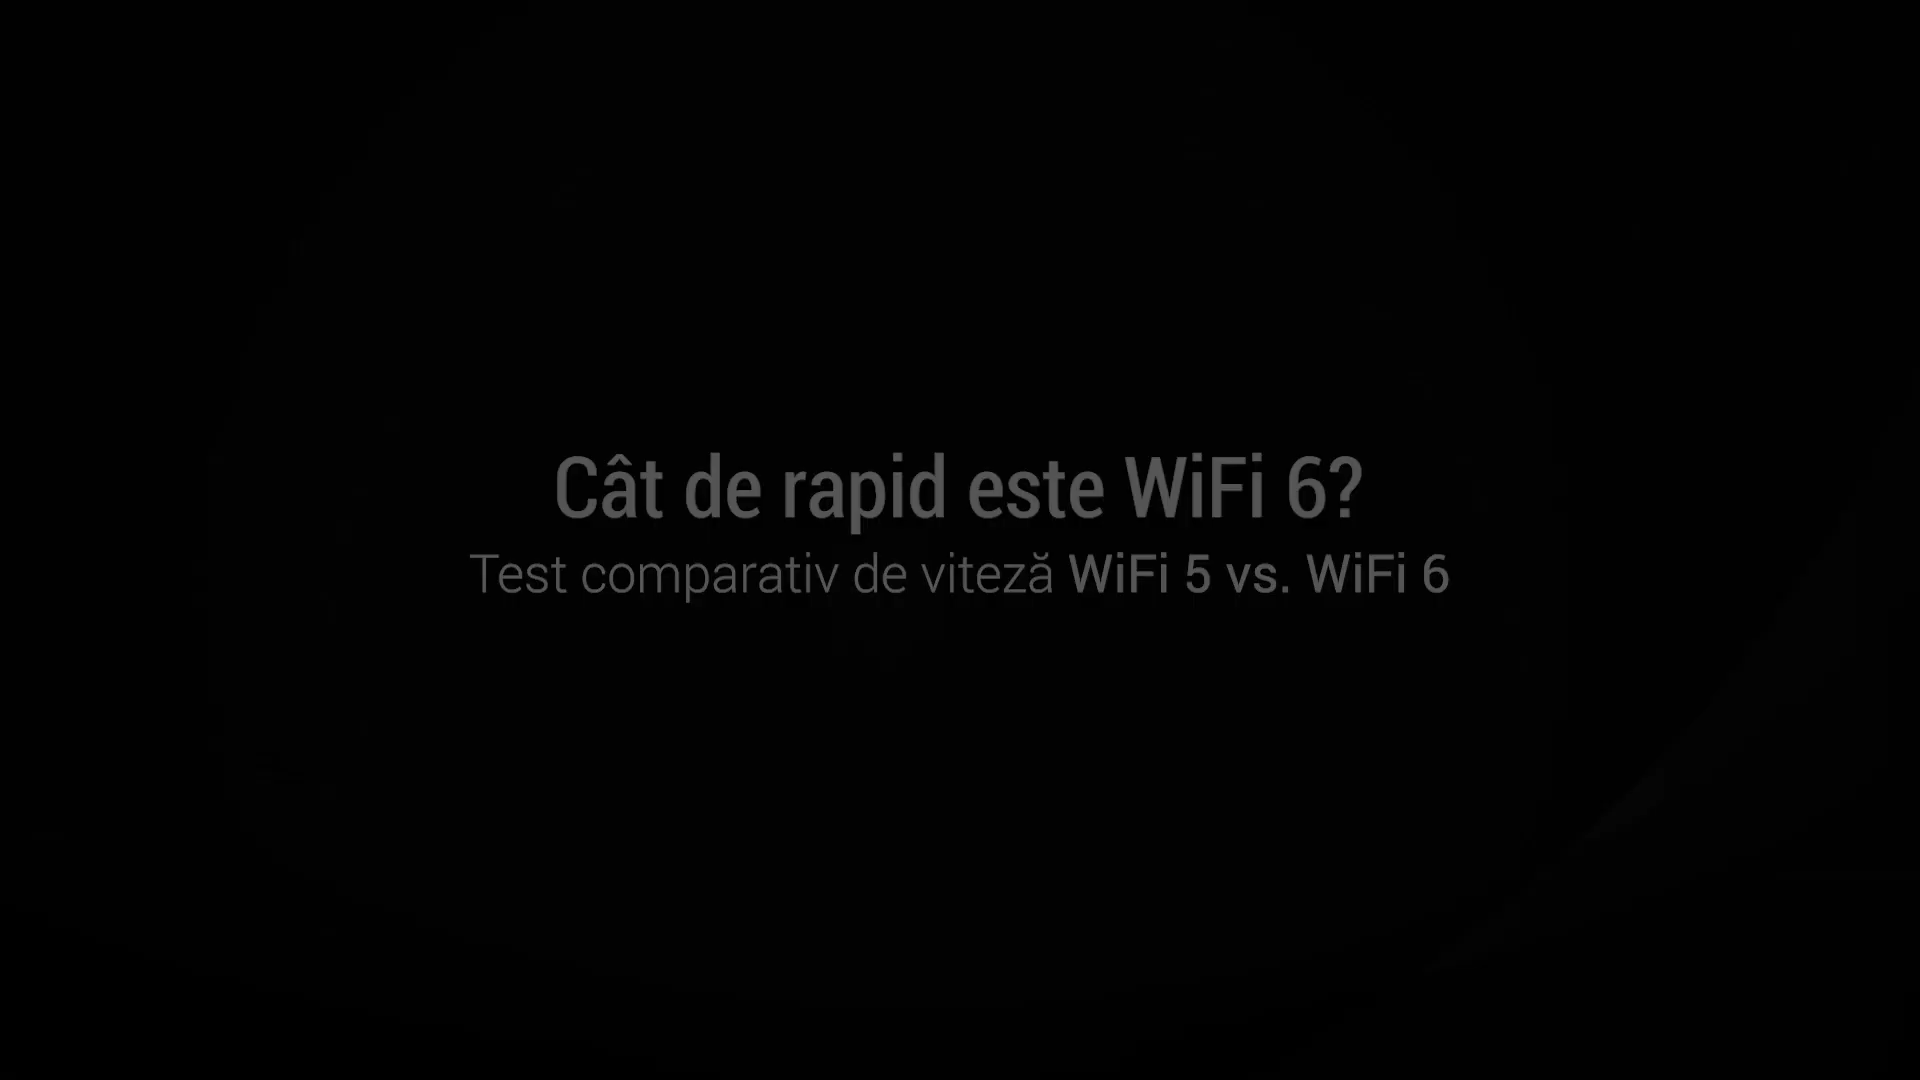 Cât de rapid este WiFi 6?
Test comparativ de viteză WiFi 5 vs. WiFi 6